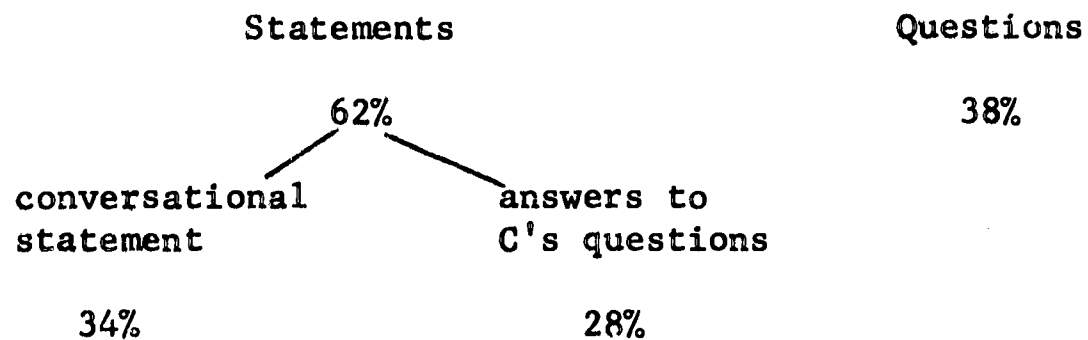 Statements Questions
62% 38%
conversational answers to
statement C's questions
34% 28%